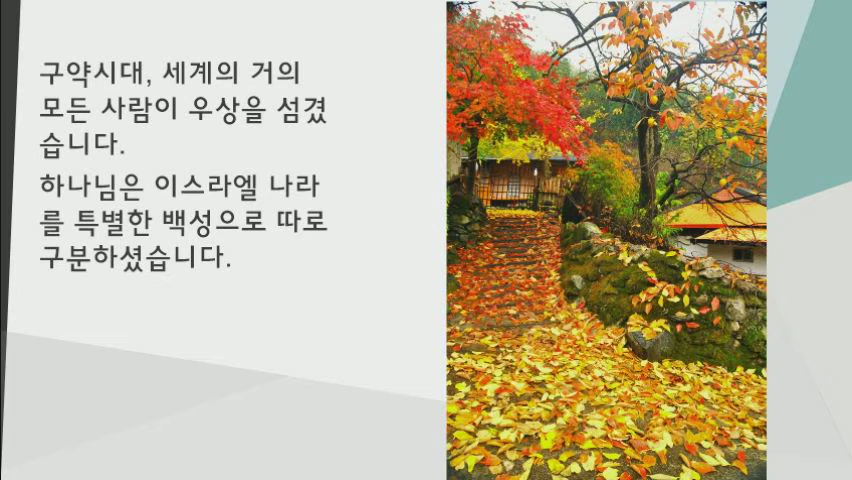 구약시대, 세계의 거의
모든 사람이 우상을 섬겼
습니다.
하나님은 이스라엘 나라
를 특별한 백성으로 따로
구분하셨습니다.